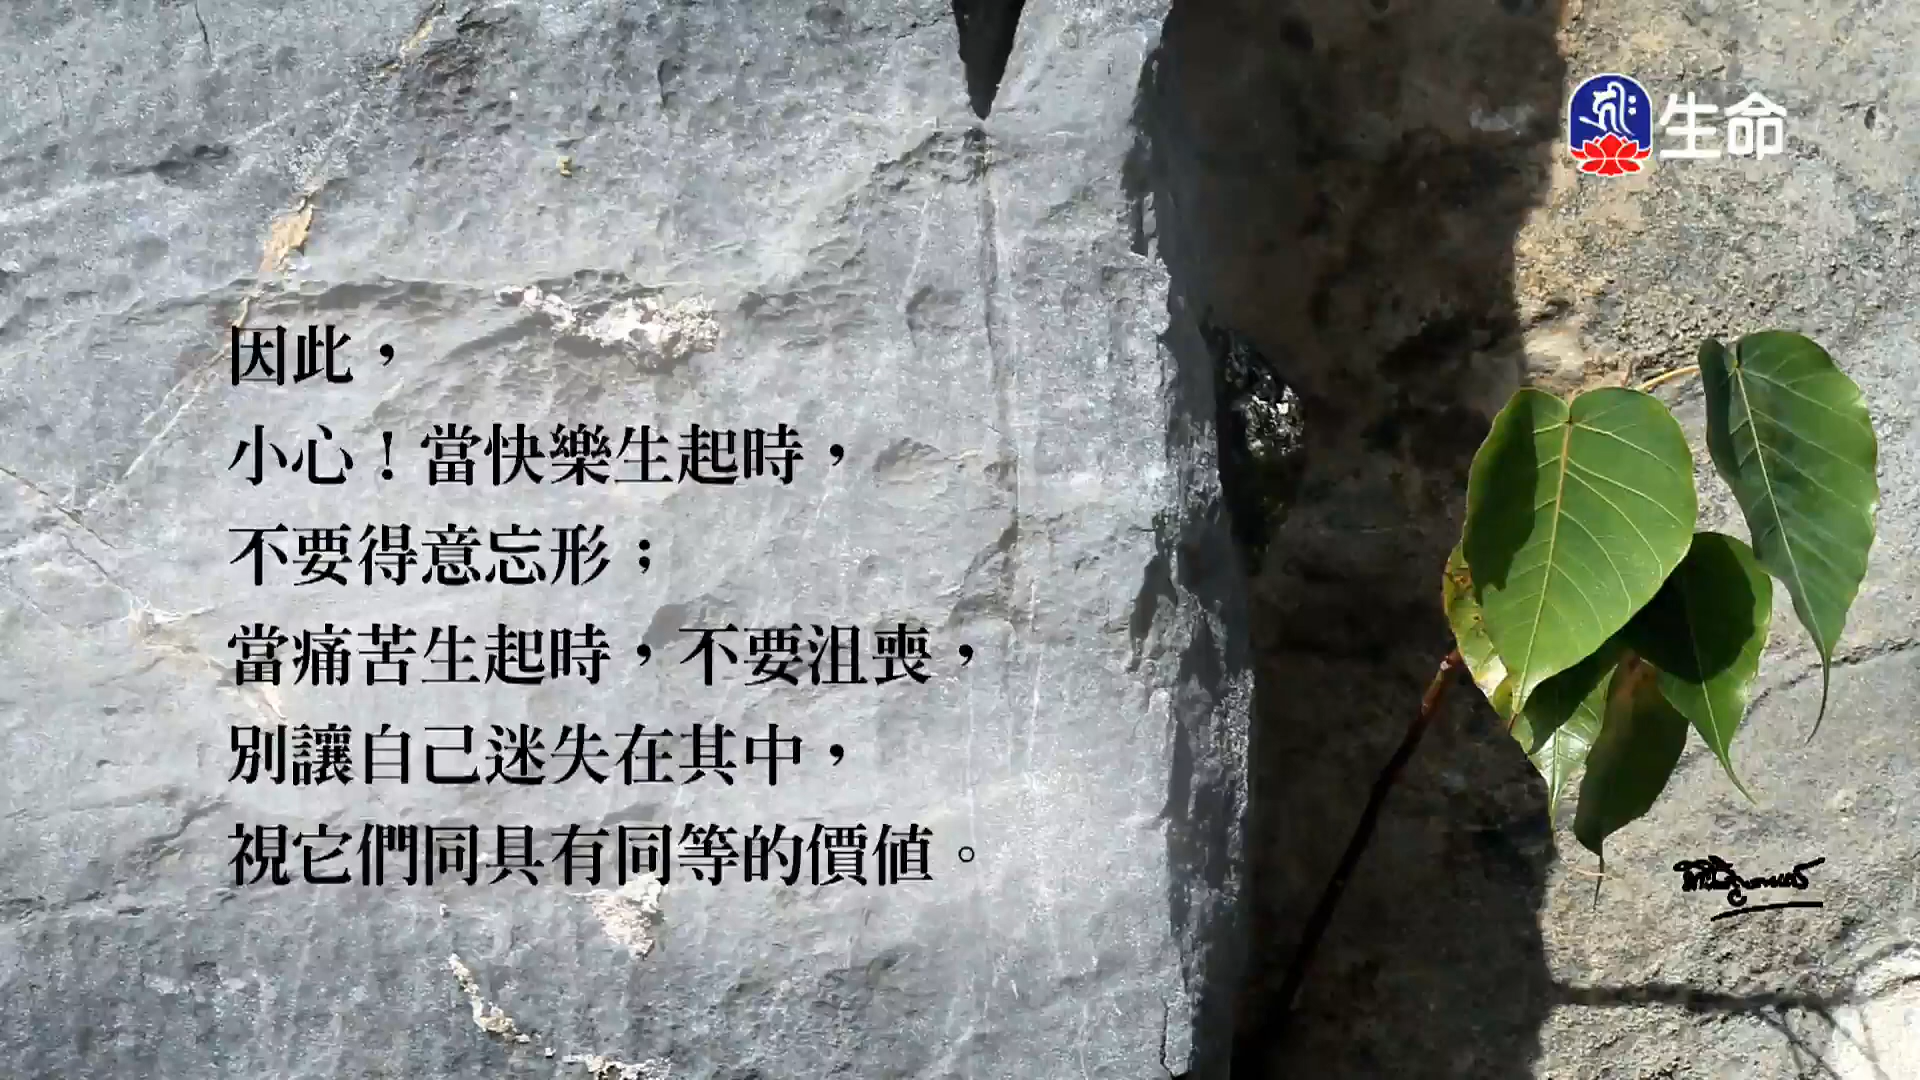 生命
因此，
小心！當快樂生起時，
不要得意忘形；
當痛苦生起時，不要沮喪，
別讓自己迷失在其中，
視它們同具有同等的價值。